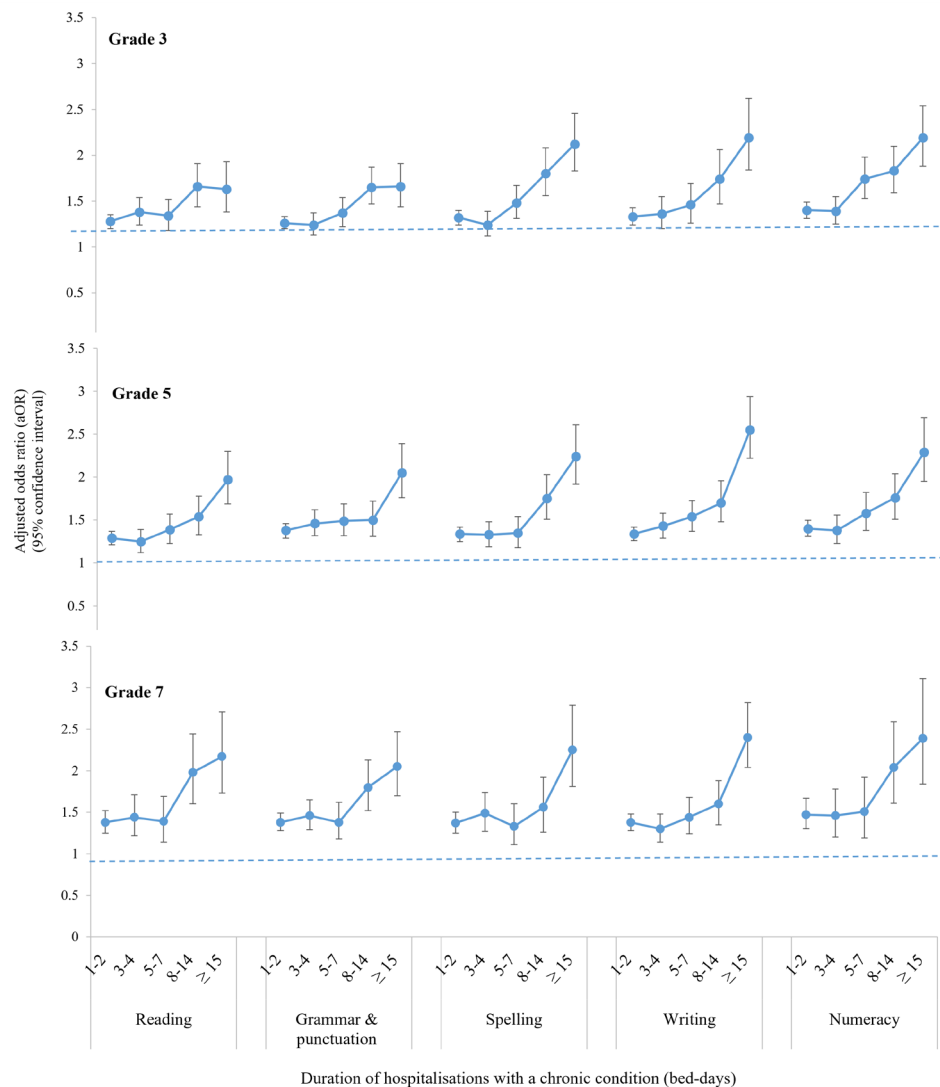 3.5
Grade 3
3
2.5
2
1.5
1
0.5
3.5
Grade 5
3
2.5
2
1.5
1
0.5
Adjusted odds ratio (aOR)
(95% confidence interval)
3.5
Grade 7
3
2.5
2
1.5
1
0.5
0
1-2 3-4 5-7 8-14 ≥ 15 1-2 3-4 5-7 8-14 ≥ 15 1-2 3-4 5-7 8-14 ≥ 15 1-2 3-4 5-7 8-14 ≥ 15 1-2 3-4 5-7 8-14 ≥ 15
Reading Grammar & Spelling Writing Numeracy
punctuation
Duration of hospitalisations with a chronic condition (bed-days)